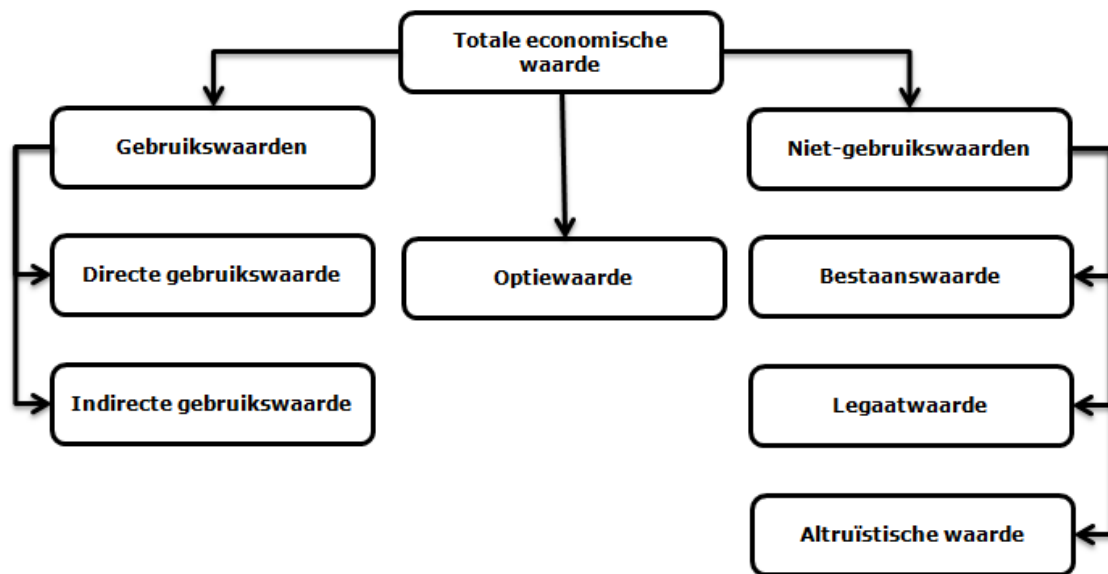 Totale economische
waarde
Gebruikswaarden
Niet-gebruikswaarden
Directe gebruikswaarde
Optiewaarde
Bestaanswaarde
Indirecte gebruikswaarde
Legaatwaarde
Altruïstische waarde